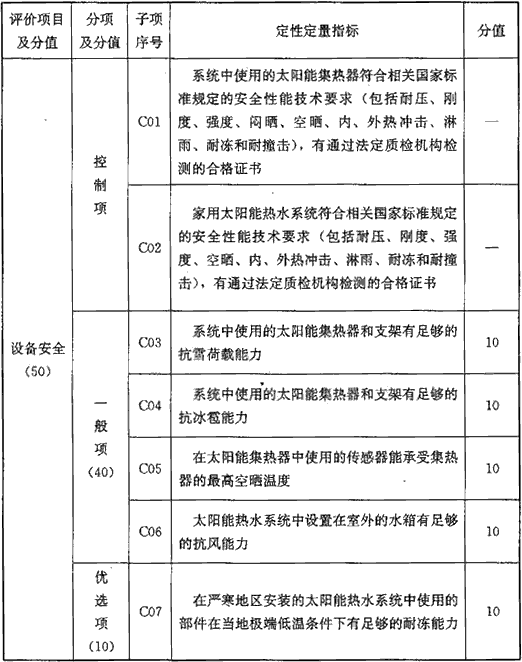 评价项目及分值
分项及分值
子项序号
定性定量指标
分值
设备安全
(50)
控制项
C01
系统中使用的太阳能集热器符合相关国家标
准规定的安全性能技术要求（包括耐压、刚
度、强度、闷晒、空晒、内、外热冲击、淋
雨、耐冻和耐撞击），有通过法定质检机构检
测的合格证书
—
C02
家用太阳能热水系统符合相关国家标准规定
的安全性能技术要求（包括耐压、刚度、强
度、空晒、内、外热冲击、淋雨、耐冻和耐撞
击），有通过法定质检机构检测的合格证书
—
一般项
(40)
C03
系统中使用的太阳能集热器和支架有足够的
抗雪荷载能力
10
C04
系统中使用的太阳能集热器和支架有足够的
抗冰雹能力
10
C05
在太阳能集热器中使用的传感器能承受集热
器的最高空晒温度
10
C06
太阳能热水系统中设置在室外的水箱有足够
的抗风能力
10
优选项
(10)
C07
在严寒地区安装的太阳能热水系统中使用的
部件在当地极端低温条件下有足够的耐冻能力
10